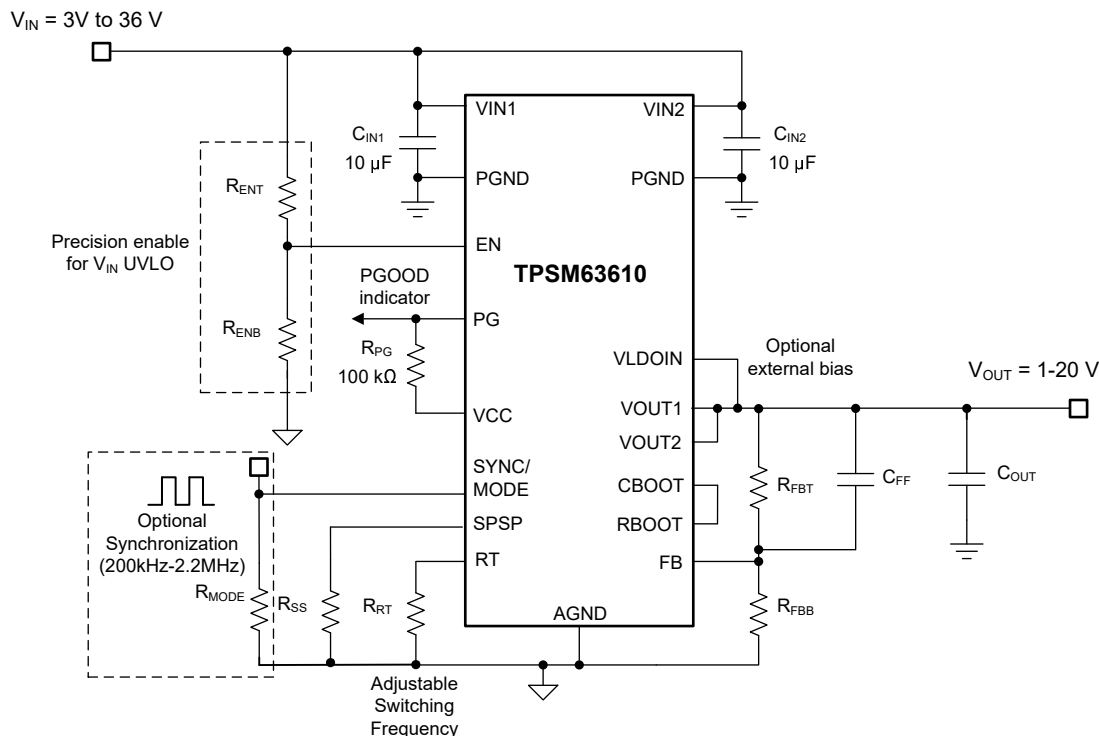 V_IN = 3V to 36 V
VIN1
VIN2
C_IN1
10 µF
C_IN2
10 µF
PGND
PGND
R_ENT
Precision enable
for V_IN UVLO
EN
TPSM63610
PGOOD
indicator
PG
R_ENB
R_PG
100 kΩ
VLDOIN
Optional
external bias
V_OUT = 1-20 V
VCC
VOUT1
VOUT2
SYNC/
MODE
CBOOT
R_FBT
C_FF
C_OUT
Optional
Synchronization
(200kHz-2.2MHz)
SPSP
RBOOT
RT
FB
R_MODE
R_SS
R_RT
R_FBB
AGND
Adjustable
Switching
Frequency